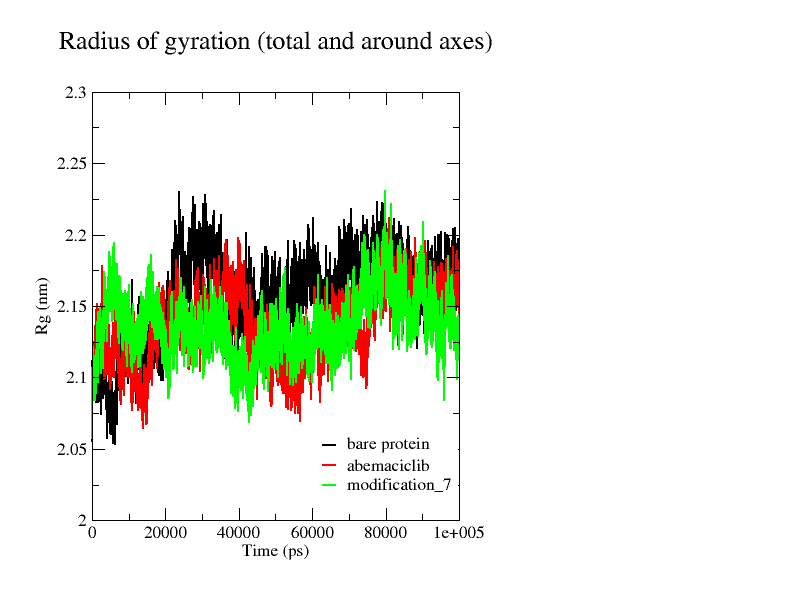 Radius of gyration (total and around axes)
2.3
2.25
2.2
2.15
2.1
2.05
2
Rg (nm)
bare protein
abemaciclib
modification_7
0 20000 40000 60000 80000 1e+005
Time (ps)